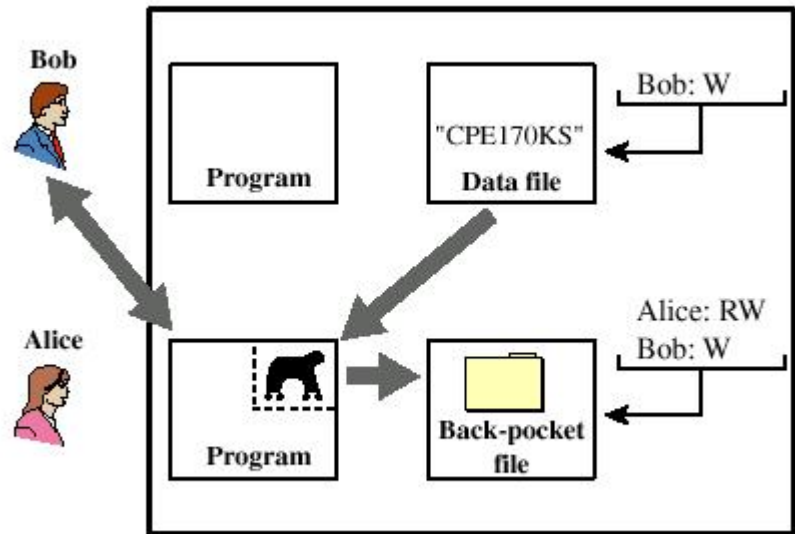 Bob
Program
"CPE170KS"
Data file
Bob: W
Alice
Program
Back-pocket
file
Alice: RW
Bob: W